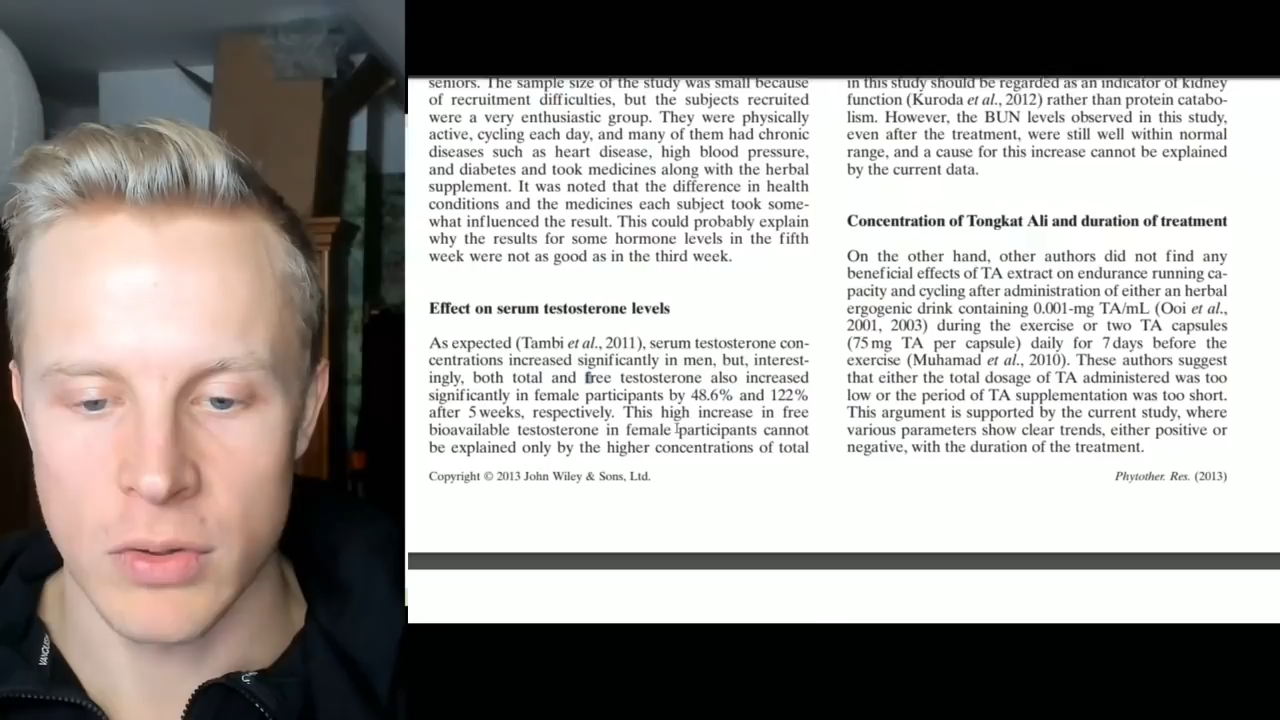 seniors. The sample size of the study was small because
of recruitment difficulties, but the subjects recruited
were a very enthusiastic group. They were physically
active, cycling each day, and many of them had chronic
diseases such as heart disease, high blood pressure,
and diabetes and took medicines along with the herbal
supplement. It was noted that the difference in health
conditions and the medicines each subject took some-
what influenced the result. This could probably explain
why the results for some hormone levels in the fifth
week were not as good as in the third week.
Effect on serum testosterone levels
As expected (Tambi et al., 2011), serum testosterone con-
centrations increased significantly in men, but, interest-
ingly, both total and free testosterone also increased
significantly in female participants by 48.6% and 122%
after 5 weeks, respectively. This high increase in free
bioavailable testosterone in female participants cannot
be explained only by the higher concentrations of total
Copyright © 2013 John Wiley & Sons, Ltd.
in this study should be regarded as an indicator of kidney
function (Kuroda et al., 2012) rather than protein catabo-
lism. However, the BUN levels observed in this study,
even after the treatment, were still well within normal
range, and a cause for this increase cannot be explained
by the current data.
Concentration of Tongkat Ali and duration of treatment
On the other hand, other authors did not find any
beneficial effects of TA extract on endurance running ca-
pacity and cycling after administration of either an herbal
ergogenic drink containing 0.001-mg TA/mL (Ooi et al.,
2001, 2003) during the exercise or two TA capsules
(75 mg TA per capsule) daily for 7 days before the
exercise (Muhamad et al., 2010). These authors suggest
that either the total dosage of TA administered was too
low or the period of TA supplementation was too short.
This argument is supported by the current study, where
various parameters show clear trends, either positive or
negative, with the duration of the treatment.
Phytother. Res. (2013)